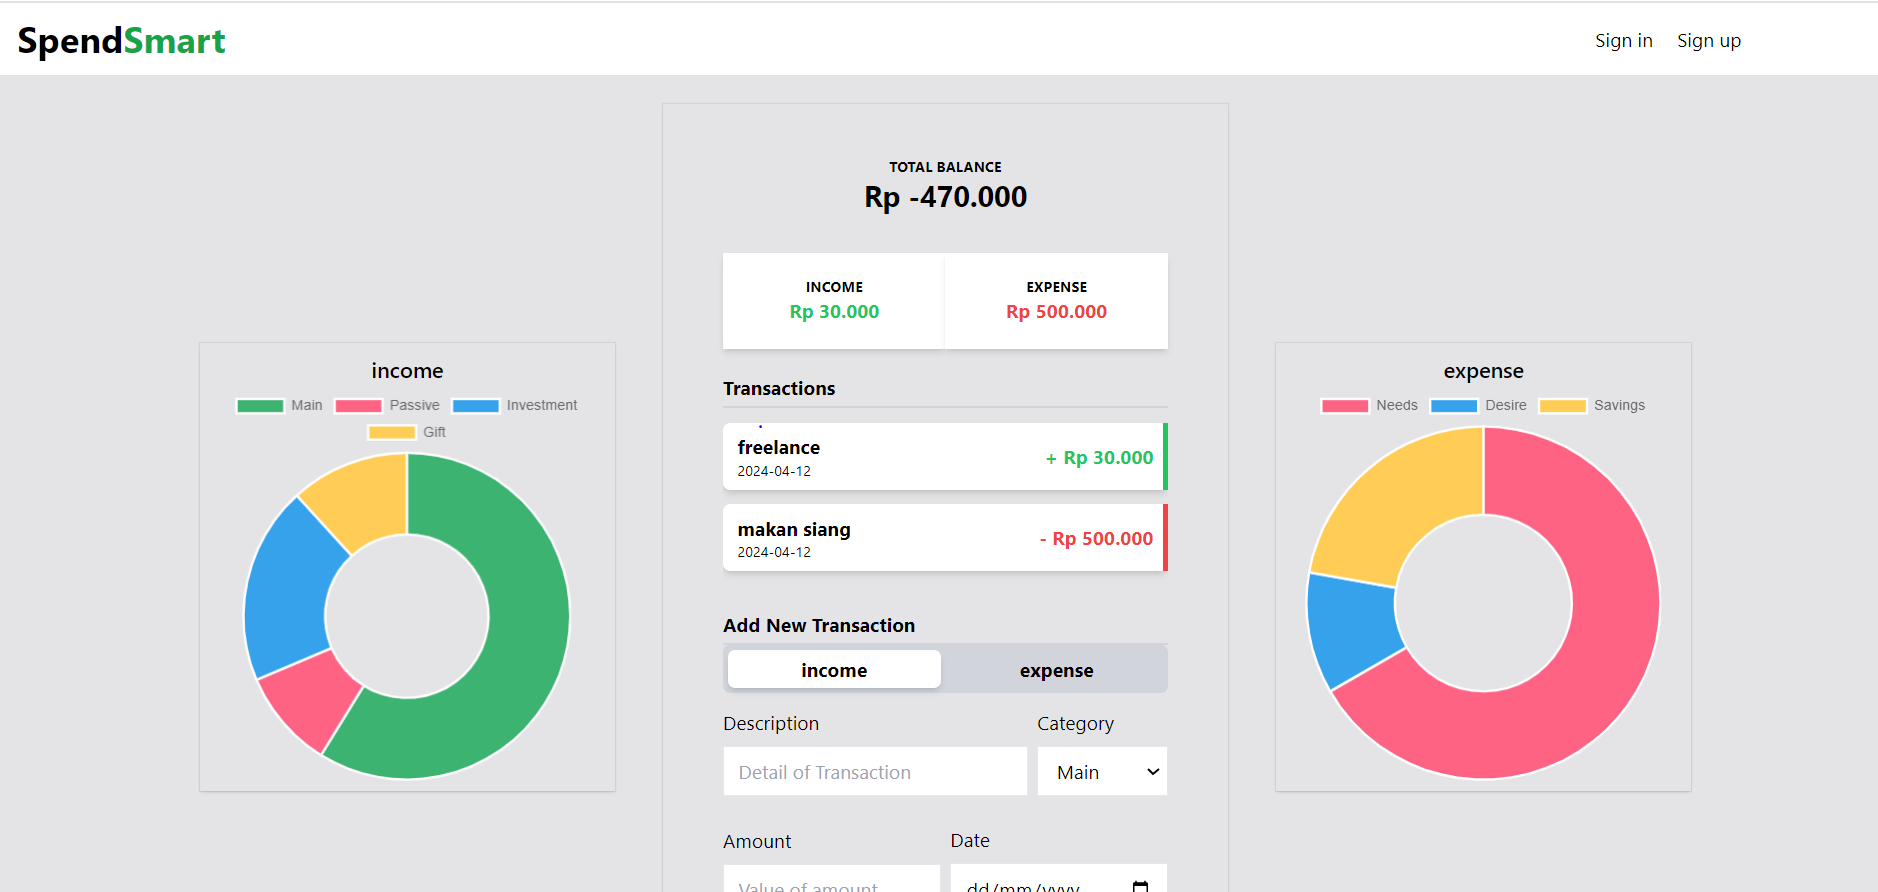 SpendSmart
Sign in
Sign up
TOTAL BALANCE
Rp -470.000
INCOME
Rp 30.000
EXPENSE
Rp 500.000
income
Main Passive Investment
Gift
Transactions
freelance
2024-04-12
+ Rp 30.000
makan siang
2024-04-12
- Rp 500.000
expense
Needs Desire Savings
Add New Transaction
income
expense
Description
Detail of Transaction
Category
Main
Amount
Value of amount
Date
dd/mm/yyyy